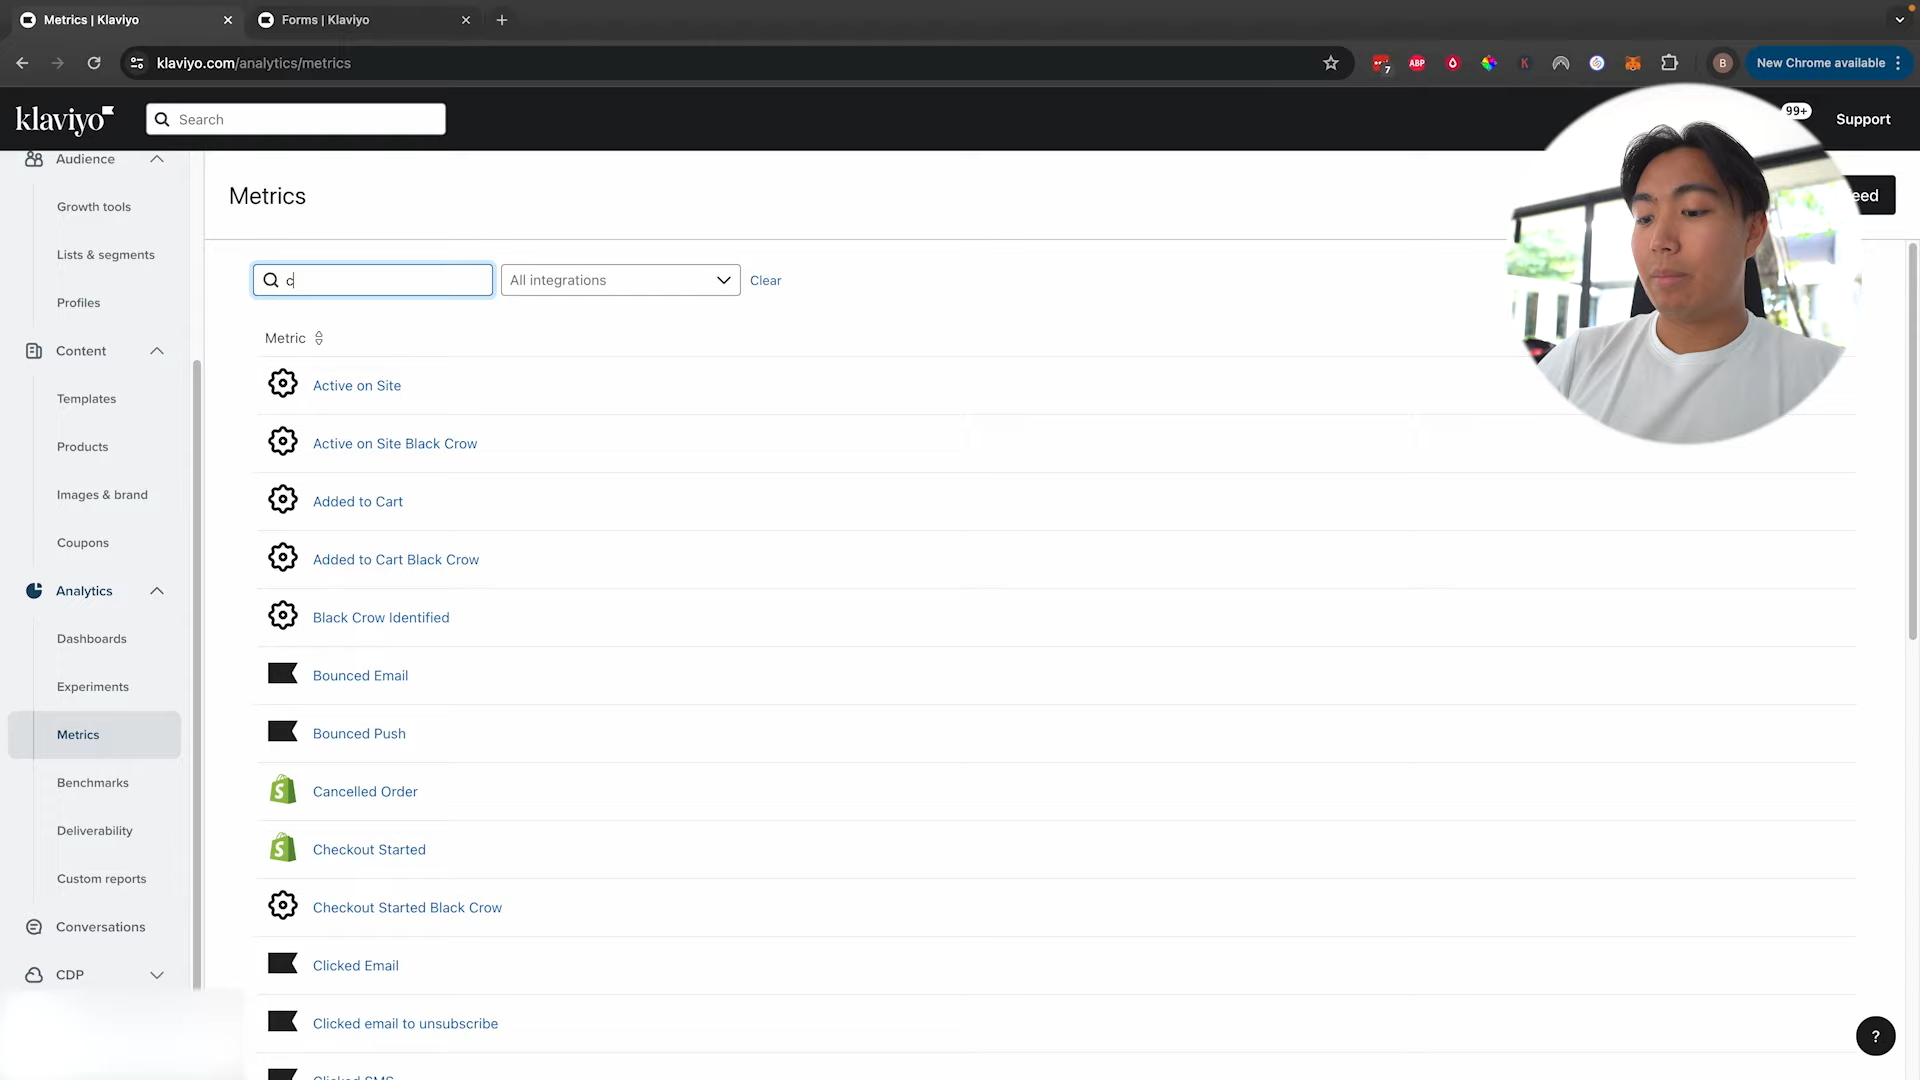 Metrics | Klaviyo
Forms | Klaviyo
klaviyo.com/analytics/metrics
7
ABP
K
B
New Chrome available
klaviyo
Search
99+
Support
Audience
Growth tools
Lists & segments
Profiles
Content
Templates
Products
Images & brand
Coupons
Analytics
Dashboards
Experiments
Metrics
Benchmarks
Deliverability
Custom reports
Conversations
CDP
Metrics
eed
c
All integrations
Clear
Metric
Active on Site
Active on Site Black Crow
Added to Cart
Added to Cart Black Crow
Black Crow Identified
Bounced Email
Bounced Push
Cancelled Order
Checkout Started
Checkout Started Black Crow
Clicked Email
Clicked email to unsubscribe
Clicked SMS
?